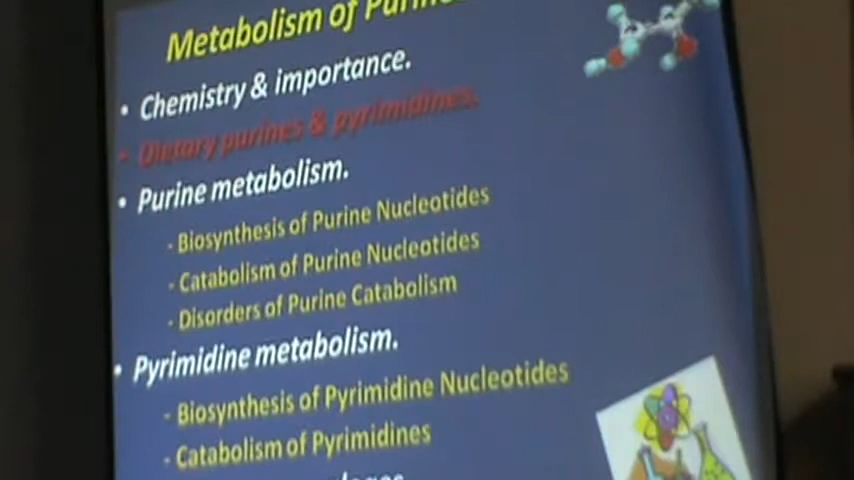 Metabolism of
• Chemistry & importance.
• Dietary purines & pyrimidines.
• Purine metabolism.
- Biosynthesis of Purine Nucleotides
- Catabolism of Purine Nucleotides
- Disorders of Purine Catabolism
• Pyrimidine metabolism.
- Biosynthesis of Pyrimidine Nucleotides
- Catabolism of Pyrimidines